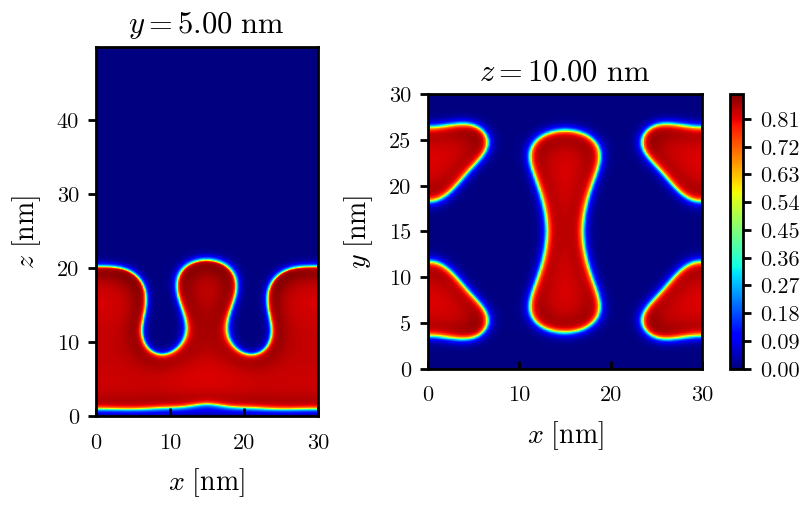 y = 5.00 nm
40
30
20
10
0
z [nm]
0 10 20 30
x [nm]
z = 10.00 nm
30
25
20
15
10
5
0
y [nm]
0 10 20 30
x [nm]
0.81
0.72
0.63
0.54
0.45
0.36
0.27
0.18
0.09
0.00